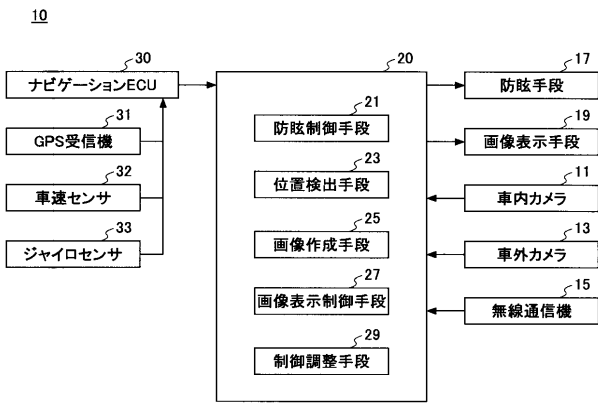 10
30
ナビゲーションECU
31
GPS受信機
32
車速センサ
33
ジャイロセンサ
20
21
防眩制御手段
23
位置検出手段
25
画像作成手段
27
画像表示制御手段
29
制御調整手段
17
防眩手段
19
画像表示手段
11
車内カメラ
13
車外カメラ
15
無線通信機